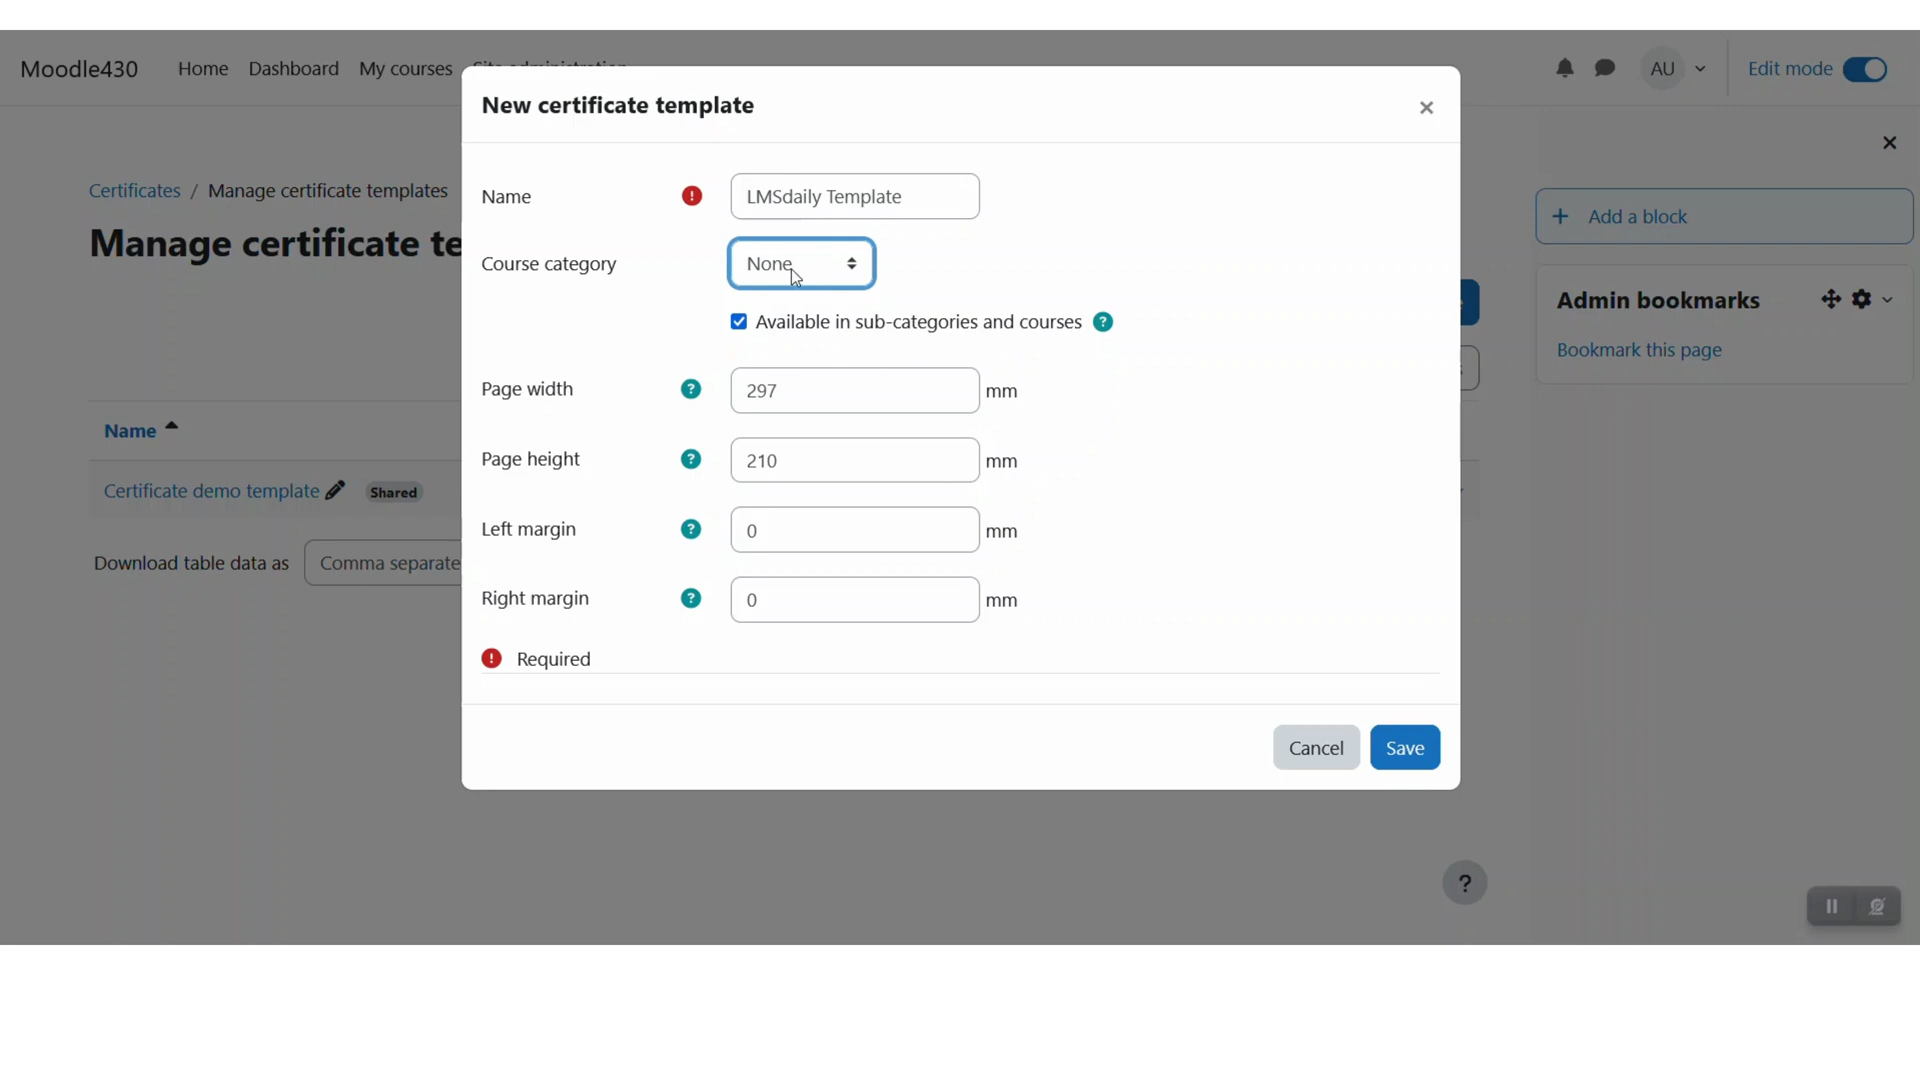 Moodle430 Home Dashboard My courses Site administration AU Edit mode
New certificate template ×
Certificates / Manage certificate templates
Manage certificate te
Name ! LMSdaily Template
Course category None
Available in sub-categories and courses ?
Page width ? 297 mm
Page height ? 210 mm
Left margin ? 0 mm
Right margin ? 0 mm
! Required
Cancel Save
Name
Certificate demo template Shared
Download table data as Comma separate
+ Add a block
Admin bookmarks
Bookmark this page
?